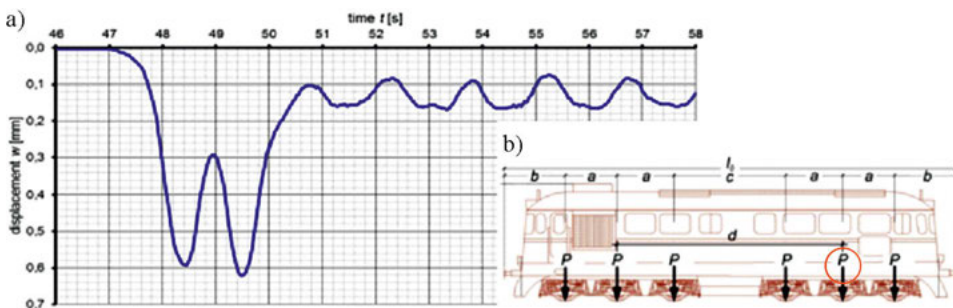 a)
time t [s]
46 47 48 49 50 51 52 53 54 55 56 57 58
displacement w [mm]
0,0
0,1
0,2
0,3
0,4
0,5
0,6
0,7
b)
b a a c a a b
d
P P P P P P